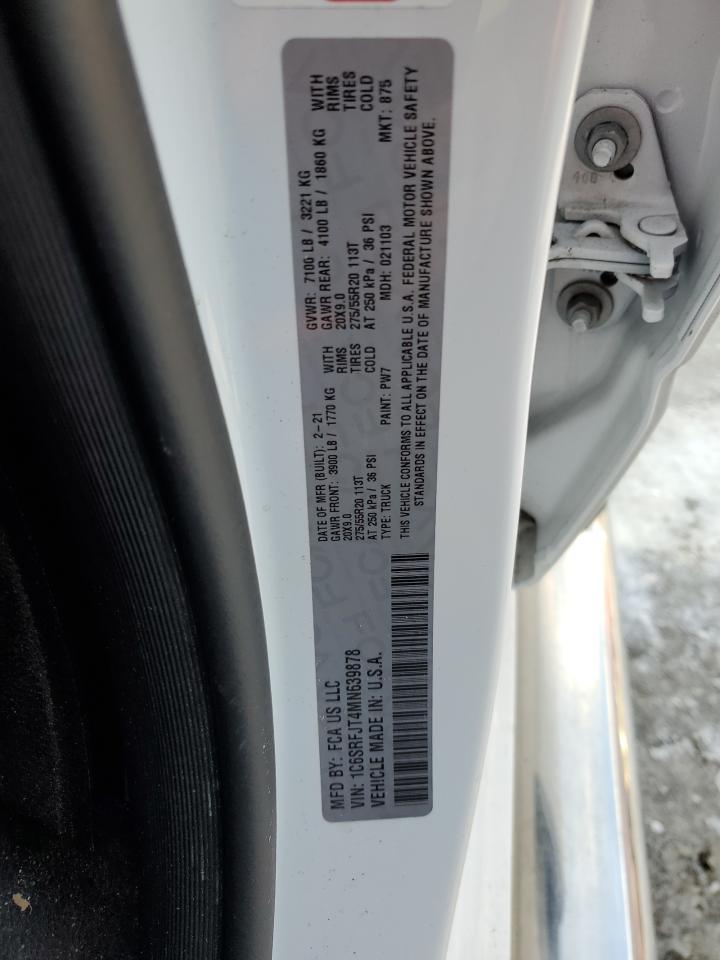 MFD BY: FCA US LLC
VIN: 1C6SRFJT4MN639878
VEHICLE MADE IN: U.S.A.
DATE OF MFR (BUILT): 2-21
GAWR FRONT: 3900 LB / 1770 KG WITH
20X9.0 RIMS
275/55R20 113T TIRES
AT 250 kPa / 36 PSI COLD
TYPE: TRUCK PAINT: PW7
GVWR: 7100 LB / 3221 KG
GAWR REAR: 4100 LB / 1860 KG WITH
20X9.0 RIMS
275/55R20 113T TIRES
AT 250 kPa / 36 PSI COLD
MDH: 021103 MKT: B75
THIS VEHICLE CONFORMS TO ALL APPLICABLE U.S.A. FEDERAL MOTOR VEHICLE SAFETY
STANDARDS IN EFFECT ON THE DATE OF MANUFACTURE SHOWN ABOVE.